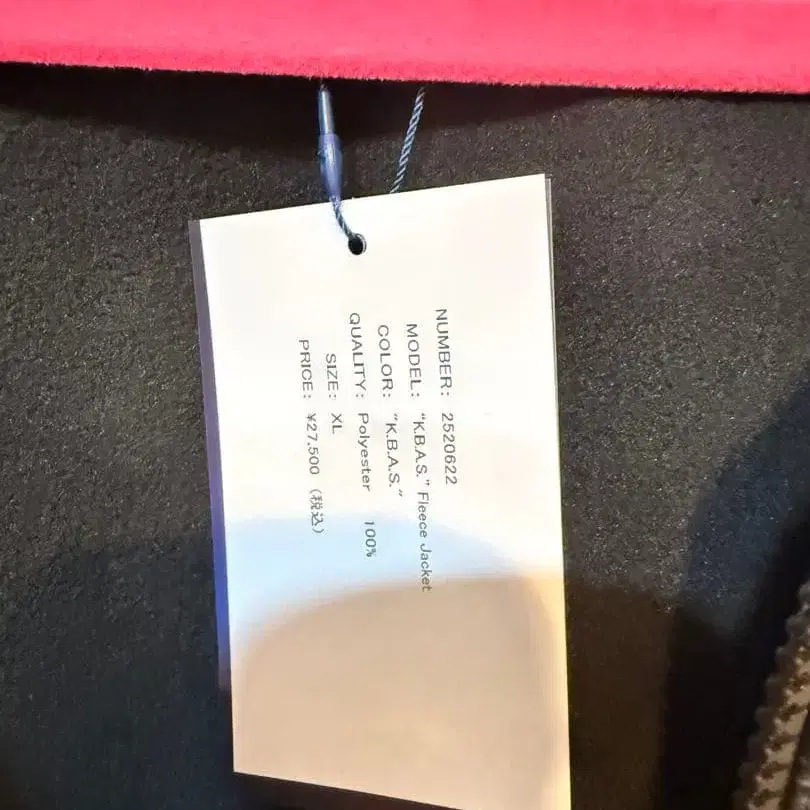 NUMBER: 2520622
MODEL: "K.B.A.S." Fleece Jacket
COLOR: "K.B.A.S."
QUALITY: Polyester 100%
SIZE: XL
PRICE: ¥27,500 (税込)